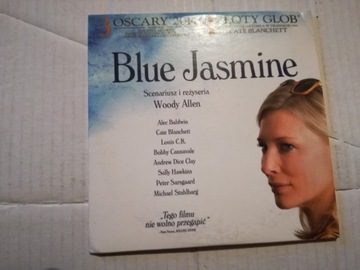 OSCARY
ZŁOTY GLOB
CATE BLANCHETT
Blue Jasmine
Scenariusz i reżyseria
Woody Allen
Alec Baldwin
Cate Blanchett
Louis C.K.
Bobby Cannavale
Andrew Dice Clay
Sally Hawkins
Peter Sarsgaard
Michael Stuhlbarg
„Tego filmu
nie wolno przegapić"